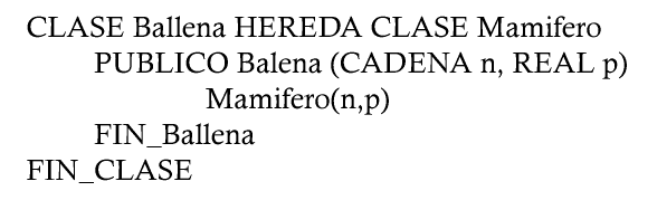 CLASE Ballena HEREDA CLASE Mamifero
PUBLICO Balena (CADENA n, REAL p)
Mamifero(n,p)
FIN_Ballena
FIN_CLASE